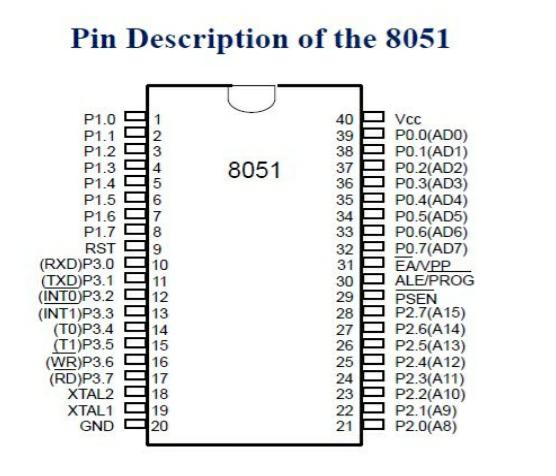 Pin Description of the 8051
8051
P1.0 1
P1.1 2
P1.2 3
P1.3 4
P1.4 5
P1.5 6
P1.6 7
P1.7 8
RST 9
(RXD)P3.0 10
(TXD)P3.1 11
(INT0)P3.2 12
(INT1)P3.3 13
(T0)P3.4 14
(T1)P3.5 15
(WR)P3.6 16
(RD)P3.7 17
XTAL2 18
XTAL1 19
GND 20
40 Vcc
39 P0.0(AD0)
38 P0.1(AD1)
37 P0.2(AD2)
36 P0.3(AD3)
35 P0.4(AD4)
34 P0.5(AD5)
33 P0.6(AD6)
32 P0.7(AD7)
31 EA/VPP
30 ALE/PROG
29 PSEN
28 P2.7(A15)
27 P2.6(A14)
26 P2.5(A13)
25 P2.4(A12)
24 P2.3(A11)
23 P2.2(A10)
22 P2.1(A9)
21 P2.0(A8)